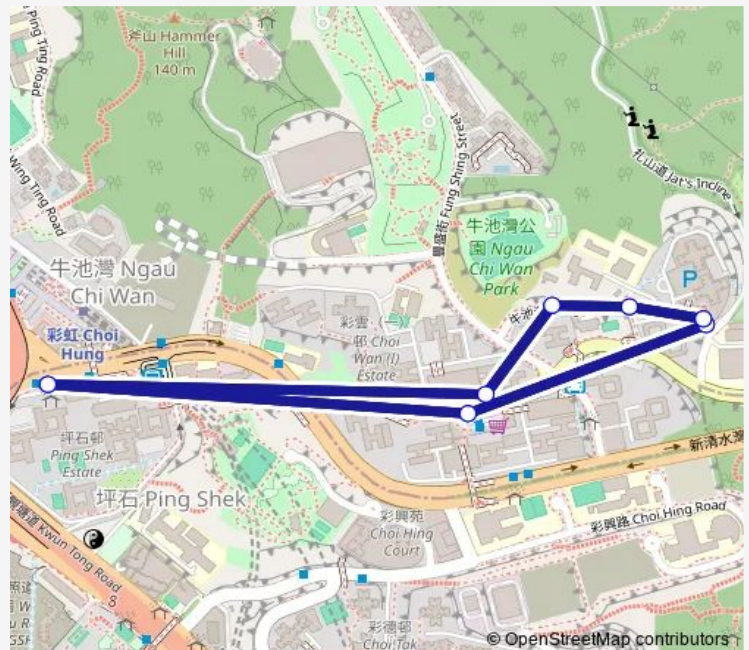 Ping Ting Road
斧山 Hammer
Hill
140 m
Wing Ting Road
豐盛街 Fung Shing Street
扎山道 Jat's Incline
牛池灣公
園 Ngau
Chi Wan
Park
P
牛池灣 Ngau
Chi Wan
彩虹 Choi
Hung
彩雲（一）
邨 Choi
Wan (I)
Estate
牛池
坪石邨
Ping Shek
Estate
坪石 Ping Shek
新清水灣
彩興苑
Choi Hing
Court
彩興路 Choi Hing Road
觀塘道 Kwun Tong Road
8
彩德邨
Choi Tak
© OpenStreetMap contributors